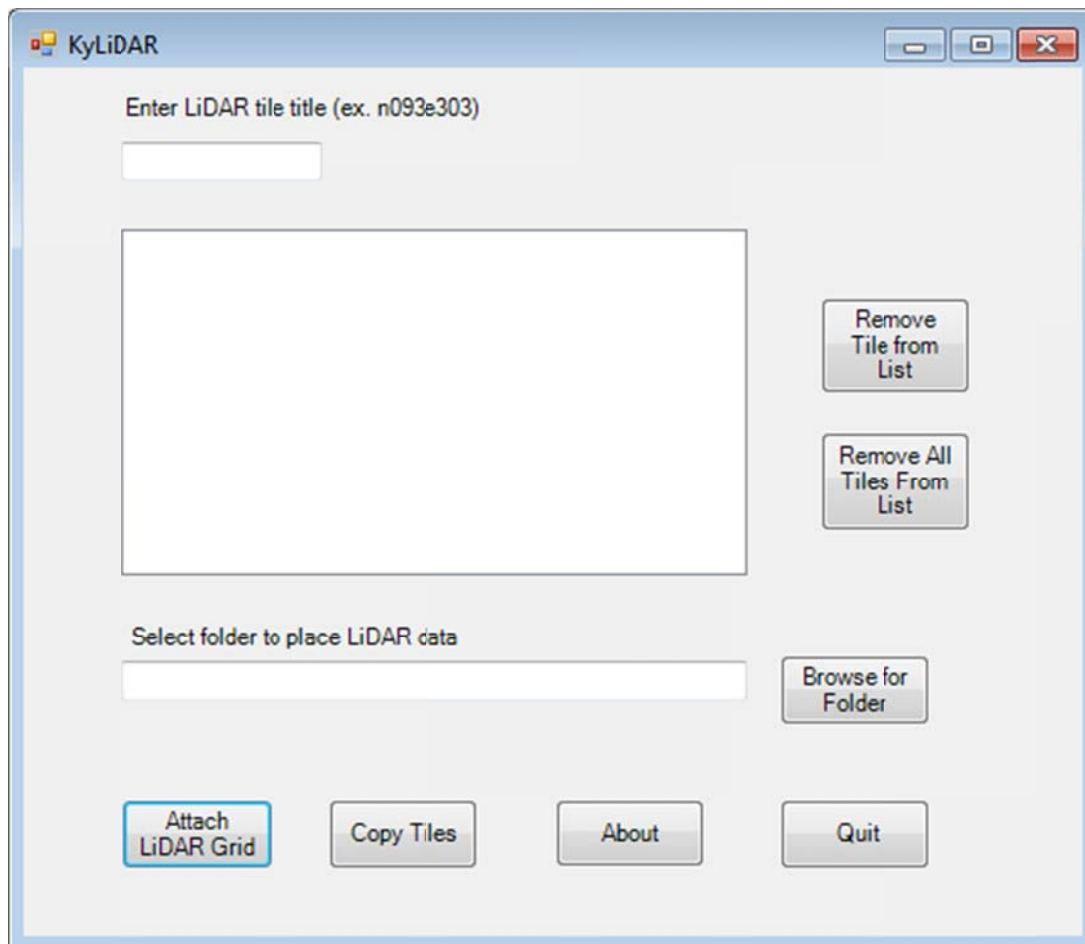 KyLiDAR
Enter LiDAR tile title (ex. n093e303)
Remove
Tile from
List
Remove All
Tiles From
List
Select folder to place LiDAR data
Browse for
Folder
Attach
LiDAR Grid
Copy Tiles
About
Quit